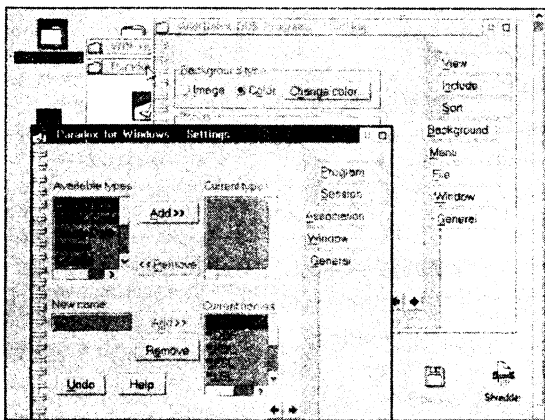 Background type
Image
Color
Change color
View
Include
Sort
Background
Menu
File
Window
General
Paradox for Windows - Settings
Available types
Current types
Add >>
<< Remove
Program
Session
Association
Window
General
New name
Current names
Add >>
Remove
Undo
Help
Shredder